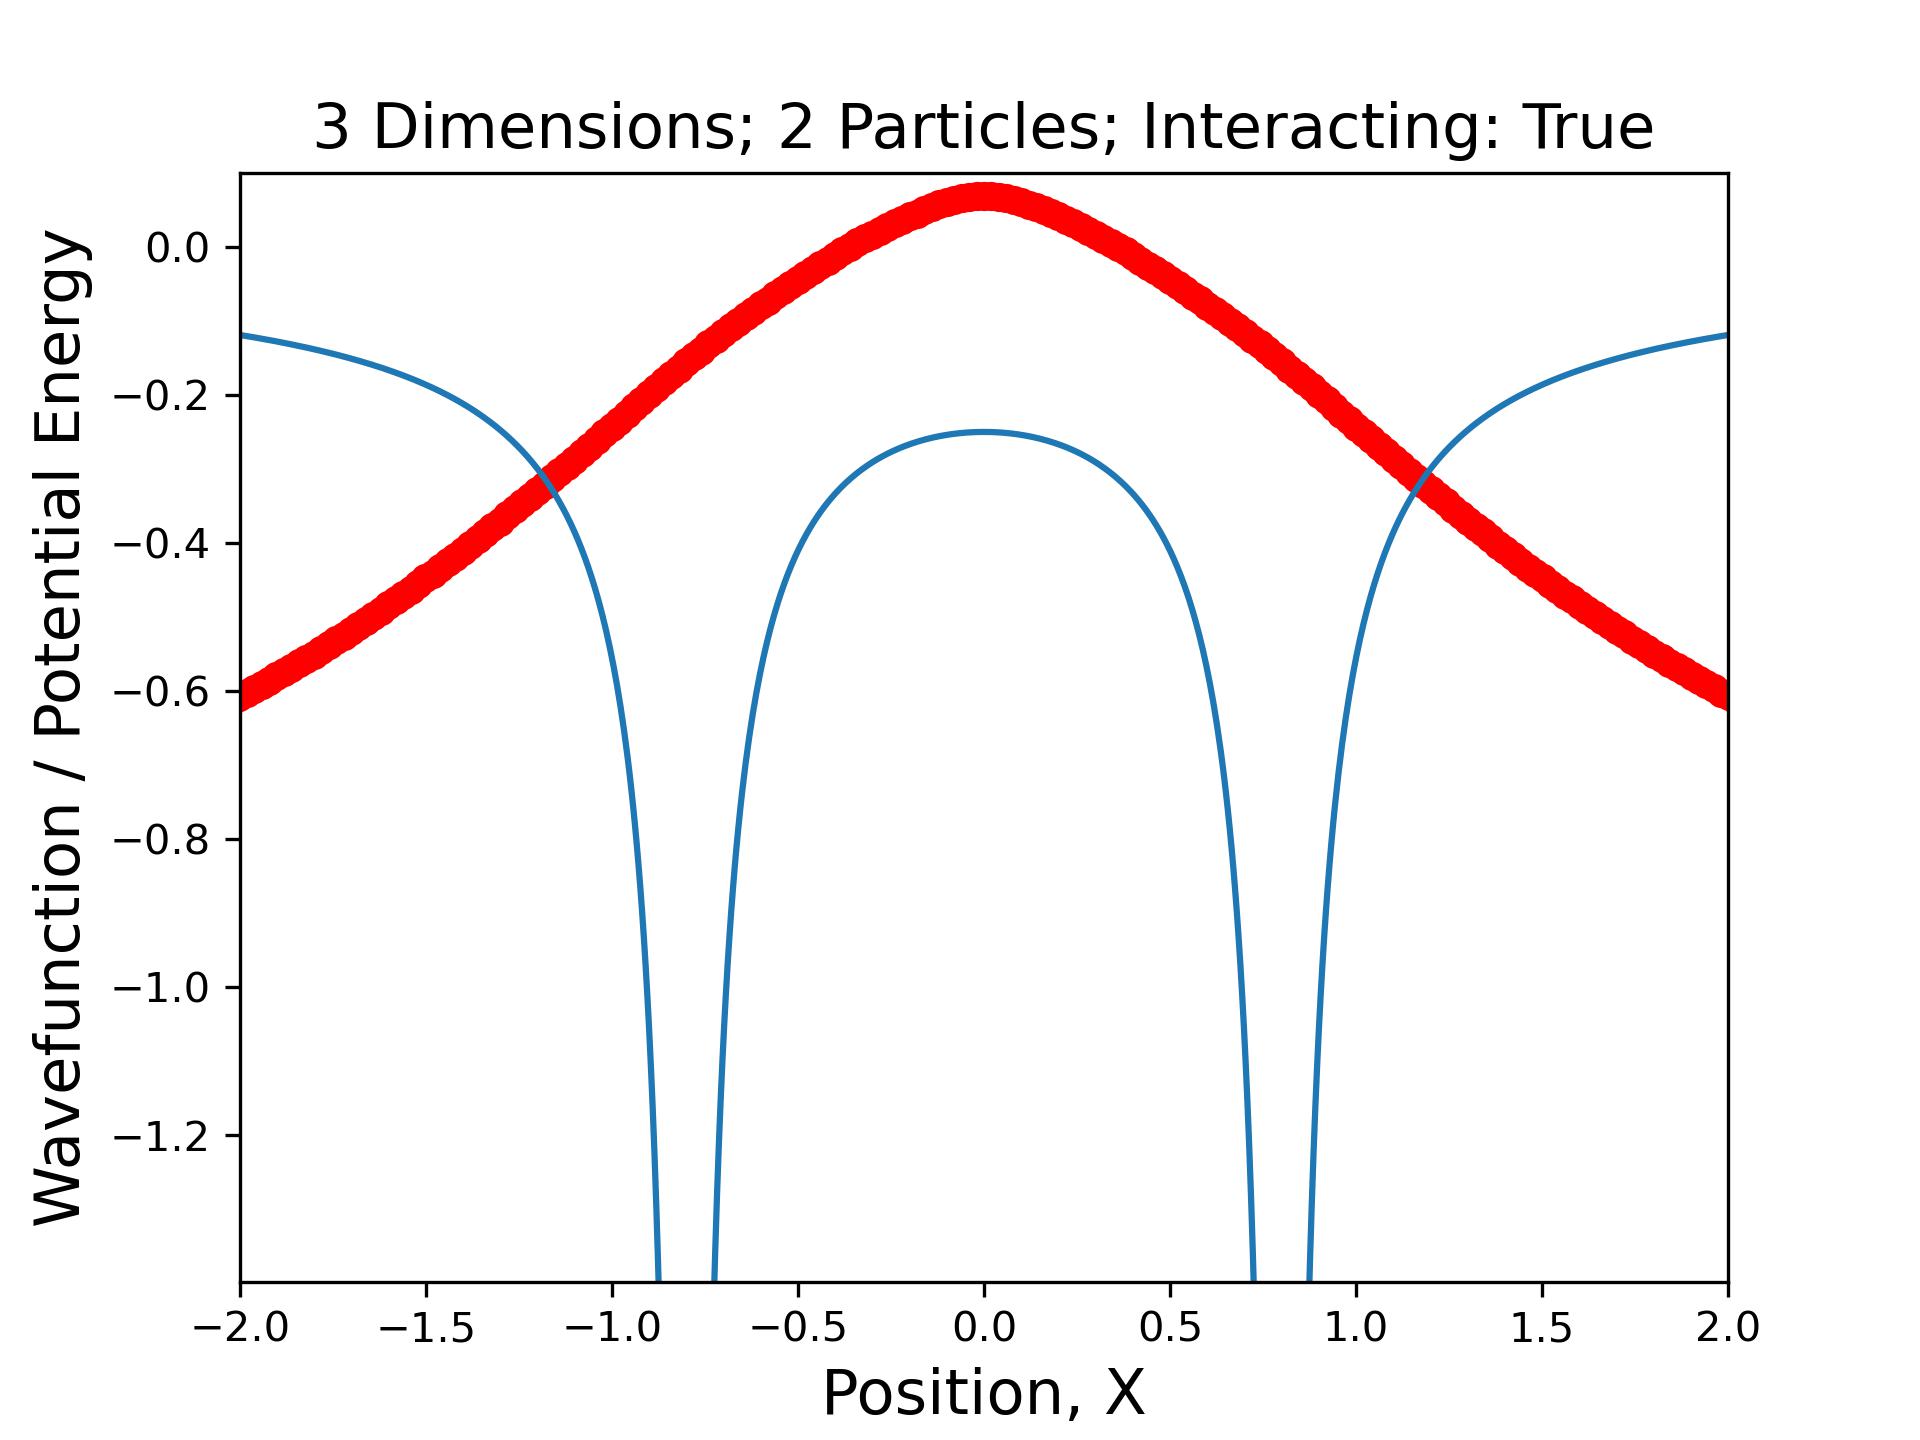 3 Dimensions; 2 Particles; Interacting: True
Wavefunction / Potential Energy
0.0
−0.2
−0.4
−0.6
−0.8
−1.0
−1.2
−2.0 −1.5 −1.0 −0.5 0.0 0.5 1.0 1.5 2.0
Position, X